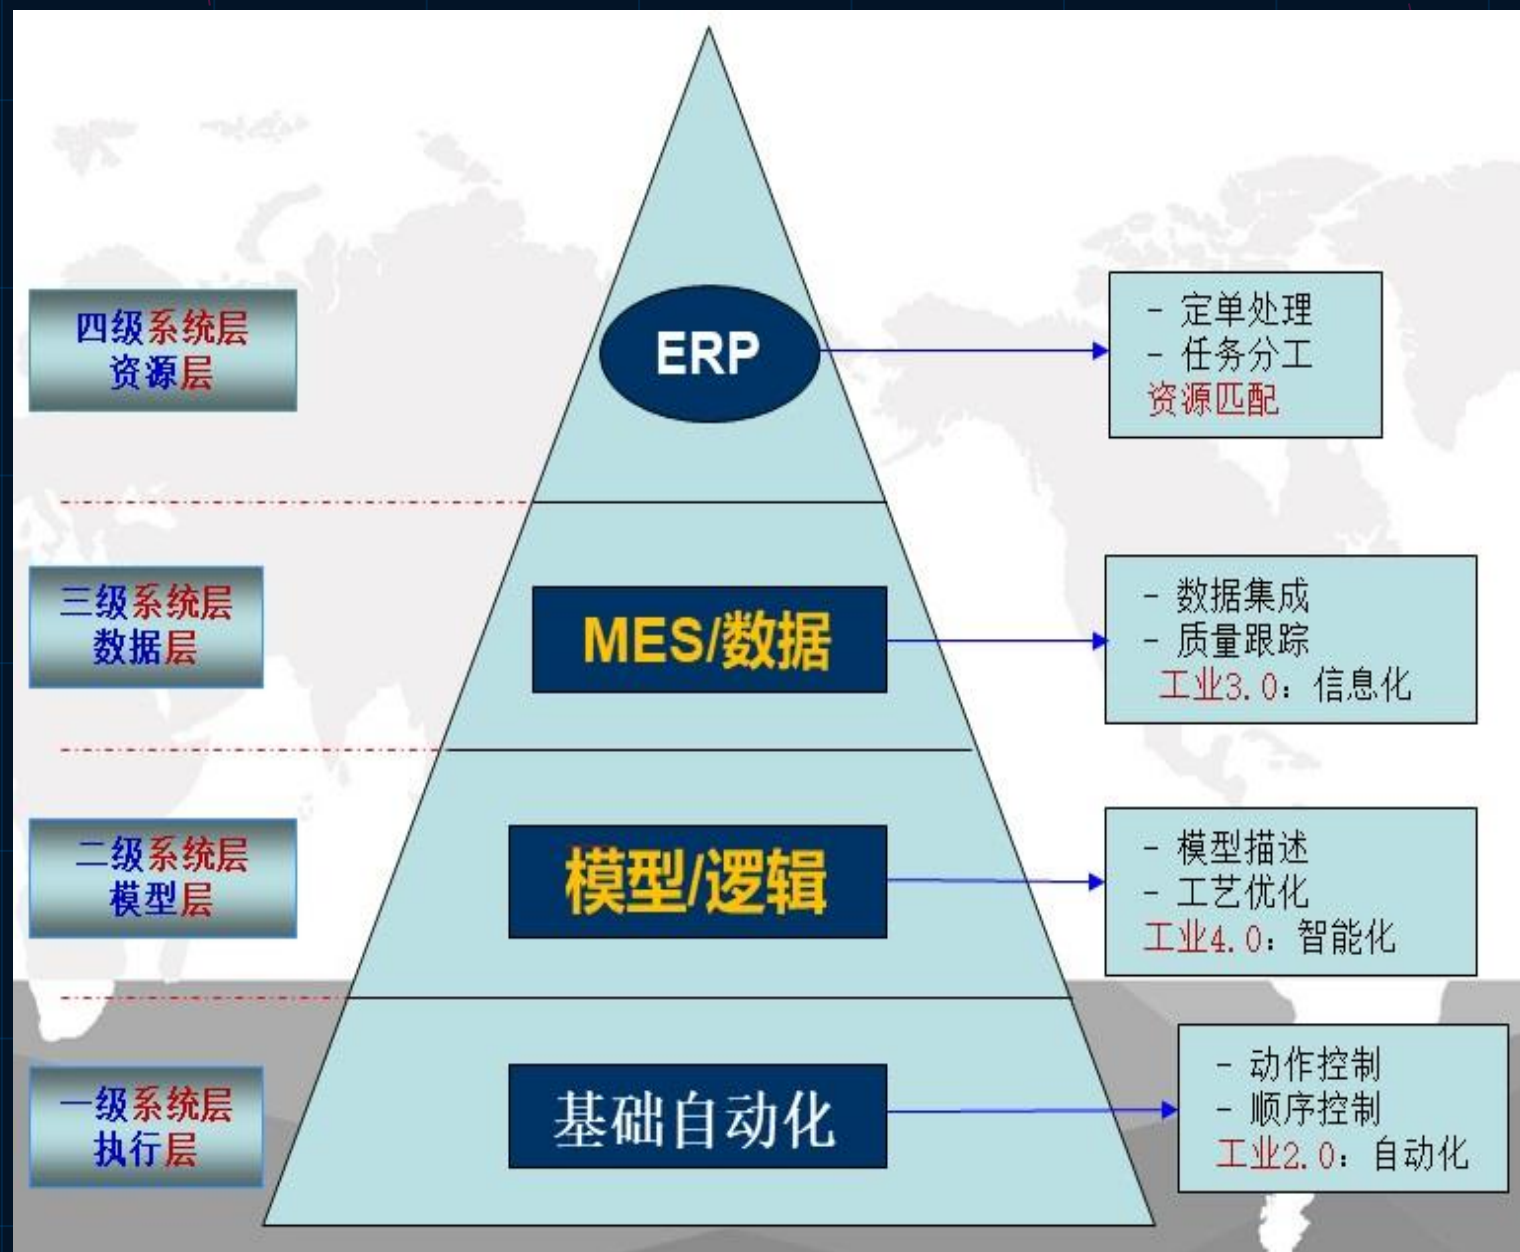 四级系统层
资源层
ERP
- 定单处理
- 任务分工
资源匹配
三级系统层
数据层
MES/数据
- 数据集成
- 质量跟踪
工业3.0：信息化
二级系统层
模型层
模型/逻辑
- 模型描述
- 工艺优化
工业4.0：智能化
一级系统层
执行层
基础自动化
- 动作控制
- 顺序控制
工业2.0：自动化